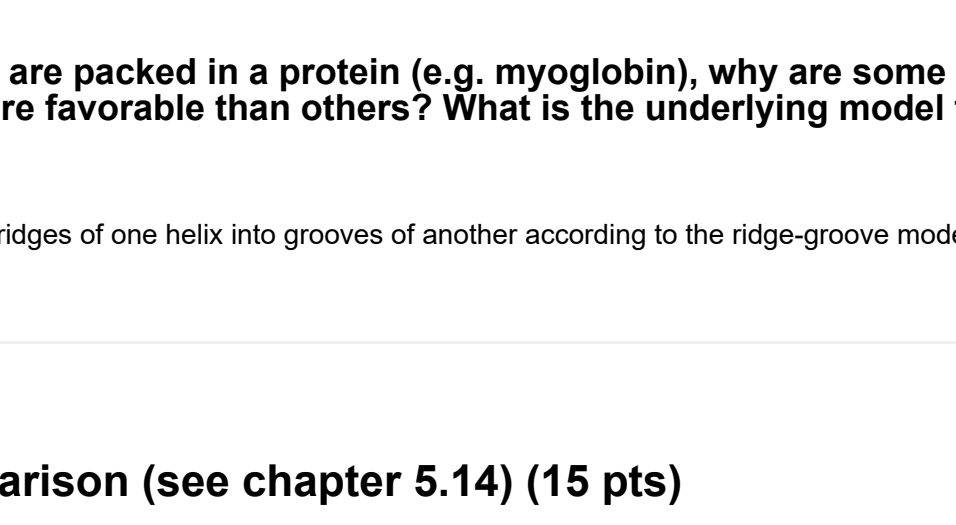 are packed in a protein (e.g. myoglobin), why are some
re favorable than others? What is the underlying model
ridges of one helix into grooves of another according to the ridge-groove mode
arison (see chapter 5.14) (15 pts)